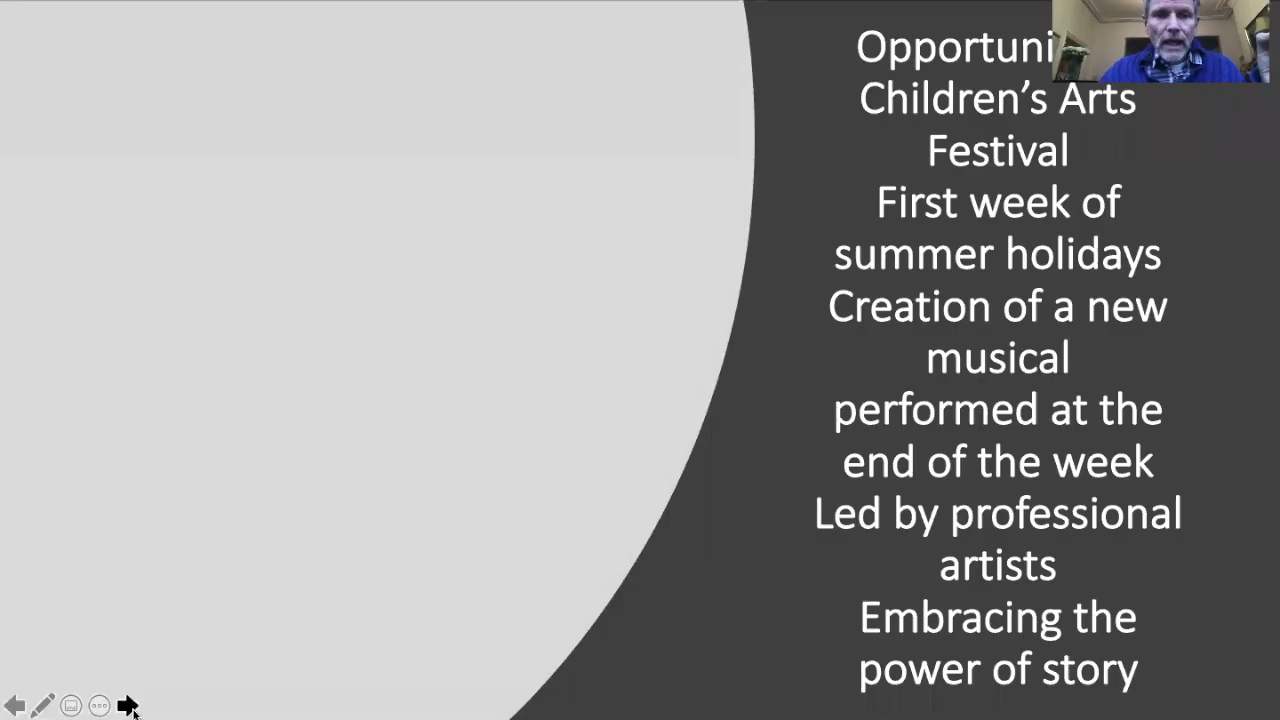 Children’s Arts
Festival
First week of
summer holidays
Creation of a new
musical
performed at the
end of the week
Led by professional
artists
Embracing the
power of story